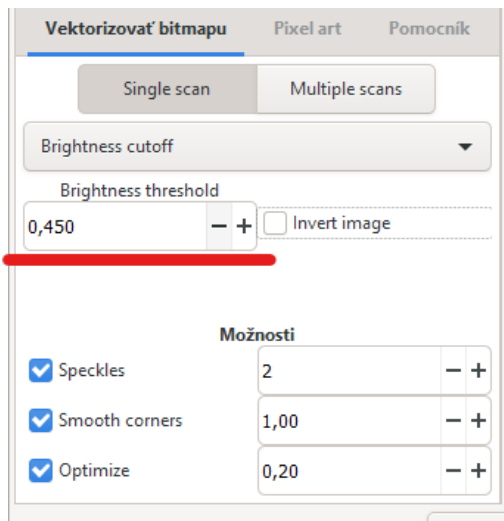 Vektorizovať bitmapu Pixel art Pomocník
Single scan Multiple scans
Brightness cutoff
Brightness threshold
0,450 − + Invert image
Možnosti
Speckles 2 − +
Smooth corners 1,00 − +
Optimize 0,20 − +